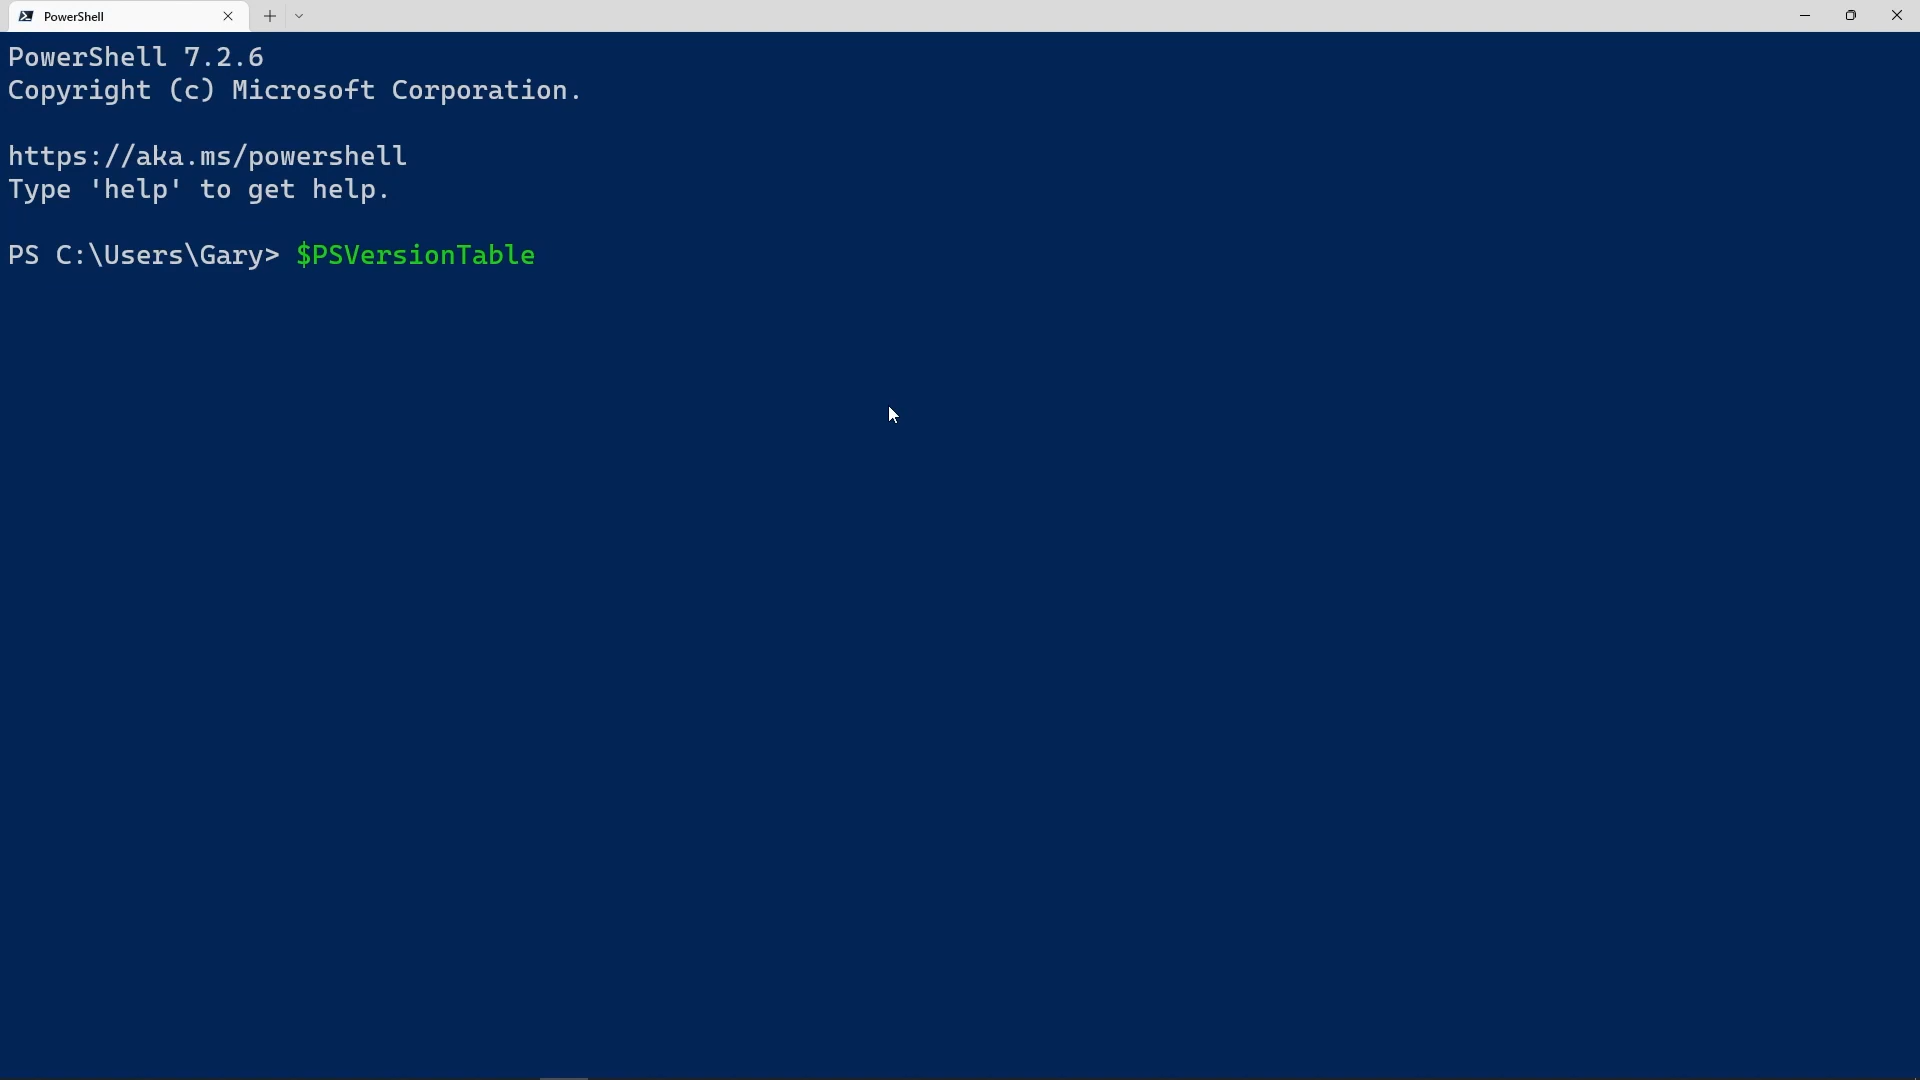 PowerShell
PowerShell 7.2.6
Copyright (c) Microsoft Corporation.
https://aka.ms/powershell
Type 'help' to get help.
PS C:\Users\Gary> $PSVersionTable